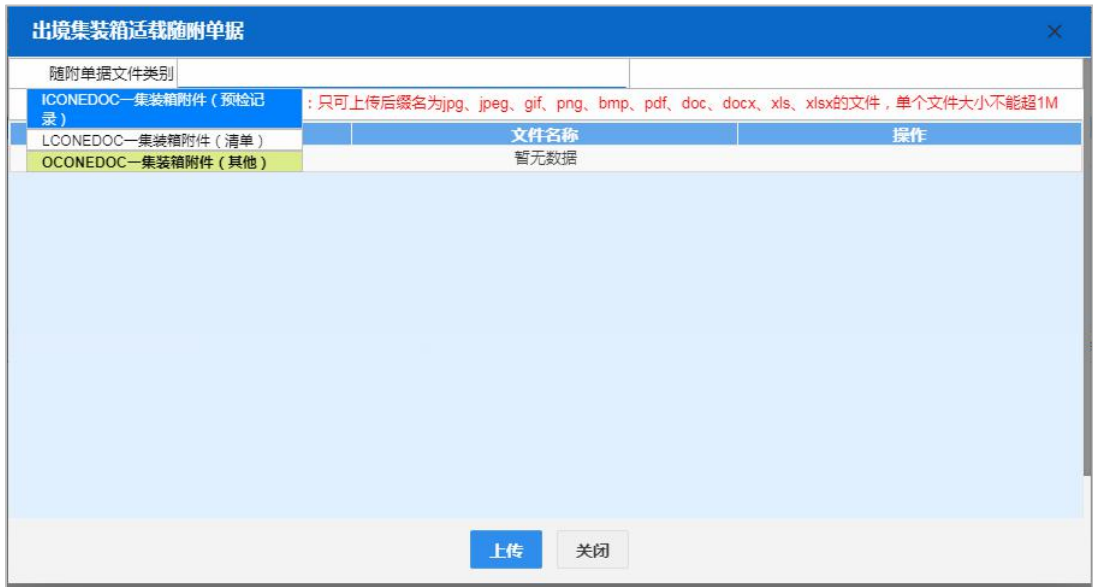 出境集装箱适载随附单据
随附单据文件类别
ICONEDOC—集装箱附件（预检记
录）
：只可上传后缀名为jpg、jpeg、gif、png、bmp、pdf、doc、docx、xls、xlsx的文件，单个文件大小不能超1M
LCONEDOC—集装箱附件（清单）
OCONEDOC—集装箱附件（其他）
文件名称 操作
暂无数据
上传 关闭